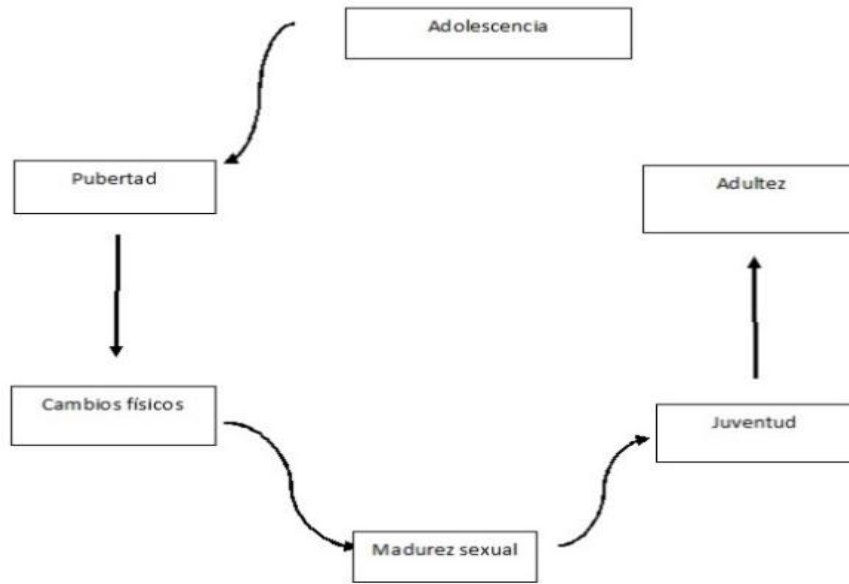 Adolescencia
Pubertad
Cambios físicos
Madurez sexual
Juventud
Adultez